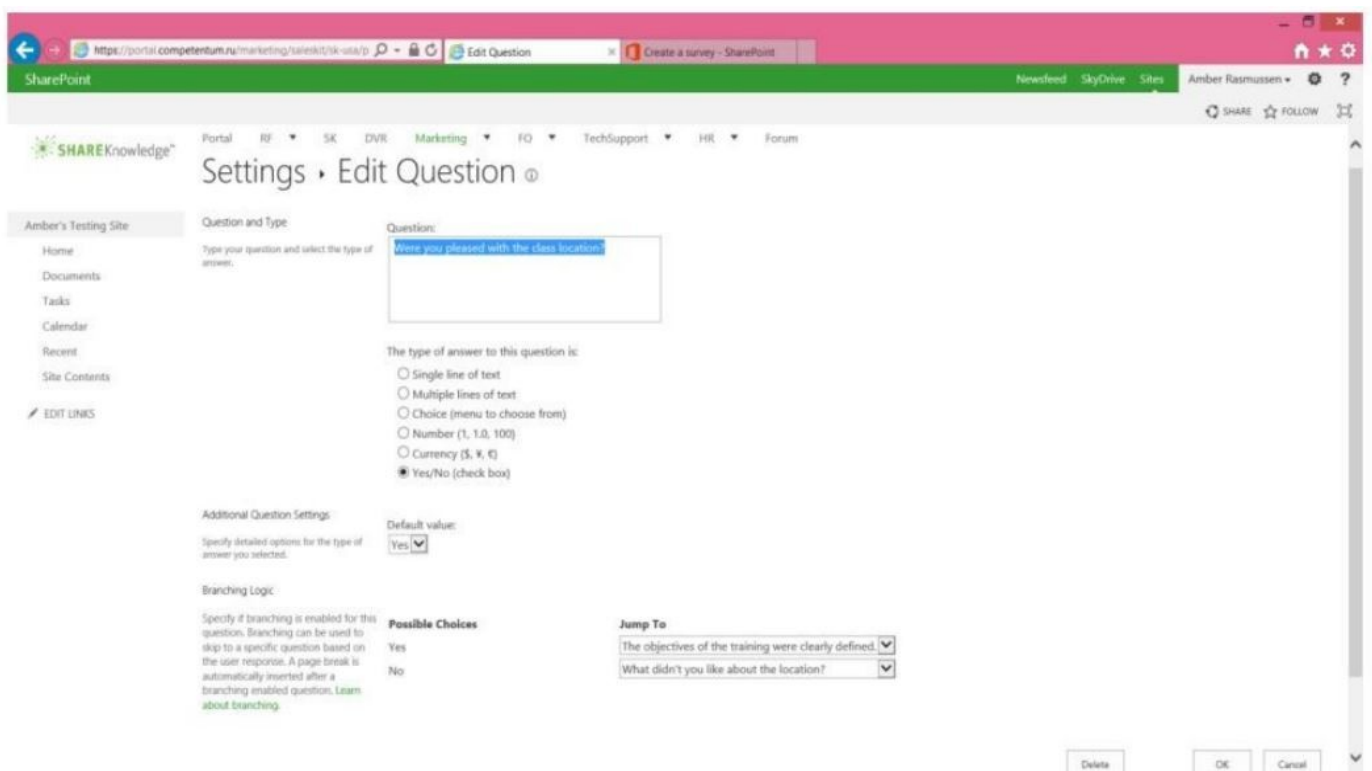 https://portal.competentum.ru/marketing/saleskit/sk-usa/p
Edit Question
Create a survey - SharePoint
SharePoint
Newsfeed SkyDrive Sites Amber Rasmussen ?
SHARE FOLLOW
SHAREKnowledge™
Portal RF SK DVR Marketing FO TechSupport HR Forum
Settings › Edit Question
Amber's Testing Site
Home
Documents
Tasks
Calendar
Recent
Site Contents
EDIT LINKS
Question and Type
Type your question and select the type of
answer.
Question:
Were you pleased with the class location?
The type of answer to this question is:
Single line of text
Multiple lines of text
Choice (menu to choose from)
Number (1, 1.0, 100)
Currency ($, ¥, €)
Yes/No (check box)
Additional Question Settings
Specify detailed options for the type of
answer you selected.
Default value:
Yes
Branching Logic
Specify if branching is enabled for this
question. Branching can be used to
skip to a specific question based on
the user response. A page break is
automatically inserted after a
branching enabled question. Learn
about branching.
Possible Choices Jump To
Yes The objectives of the training were clearly defined.
No What didn't you like about the location?
Delete OK Cancel